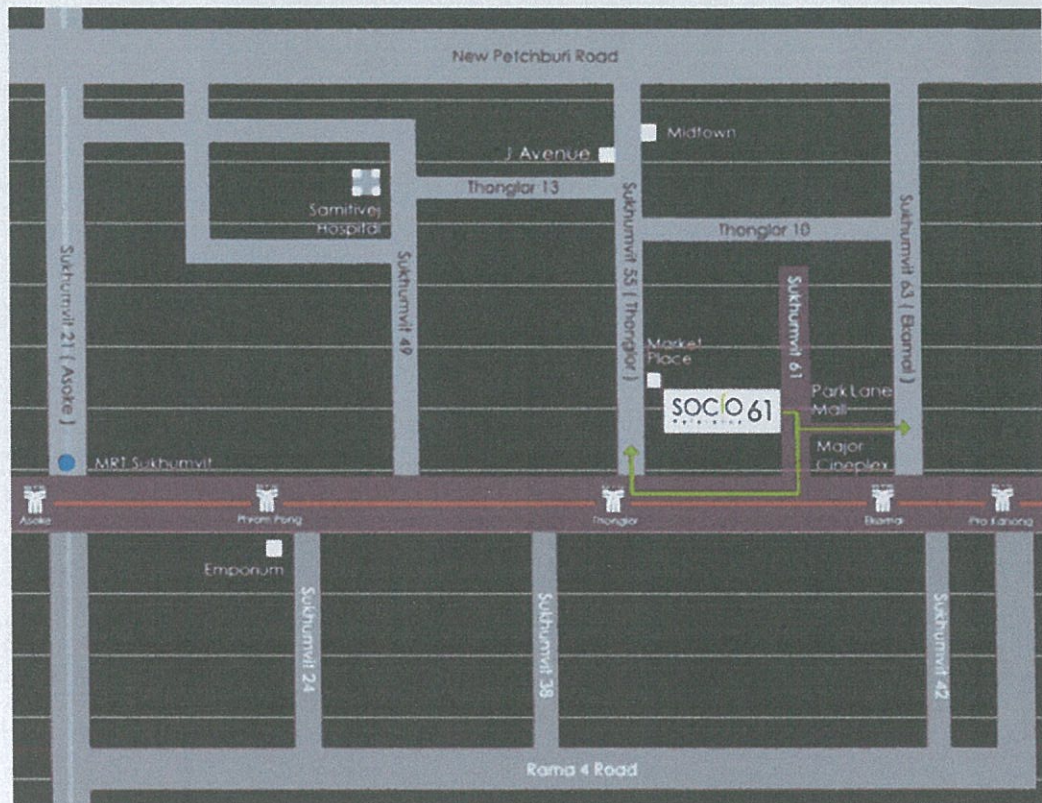 New Petchburi Road
Midtown
J Avenue
Thonglor 13
Samitivej
Hospital
Thonglor 10
Sukhumvit 21 ( Asoke )
Sukhumvit 49
Sukhumvit 55 ( Thonglor )
Sukhumvit 61
Sukhumvit 63 ( Ekamai )
Market
Place
SOCIO 61
Park Lane
Mall
Major
Cineplex
MRT Sukhumvit
Asoke
Phrom Pong
Thonglor
Ekamai
Pra Kanong
Emporium
Sukhumvit 24
Sukhumvit 38
Sukhumvit 42
Rama 4 Road